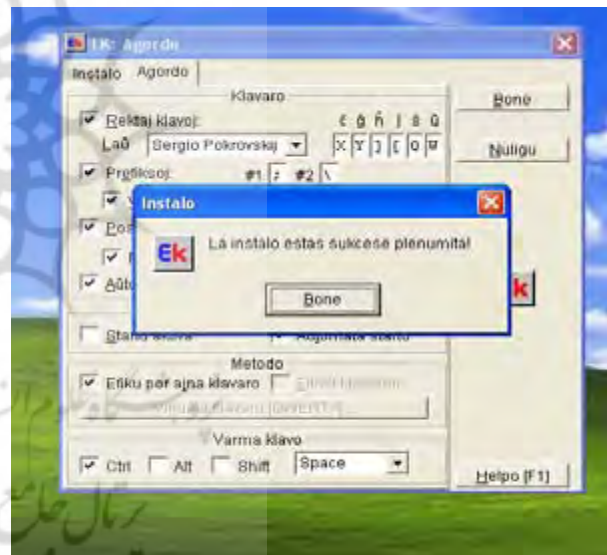 Ek: Agordo
Instalo Agordo
Klavaro
Rektaj klavoj: ĉ ĝ ĥ ĵ ŝ ŭ
Laŭ Sergio Pokrovskij X Y ] [ Q W
Prefiksoj: #1 ; #2 \
Instalo
Ek La instalo estas sukcese plenumita!
Bone
Metodo
Efiku por ajna klavaro
Varma klavo
Ctrl Alt Shift Space
Bone
Nuligu
Helpo [F1]